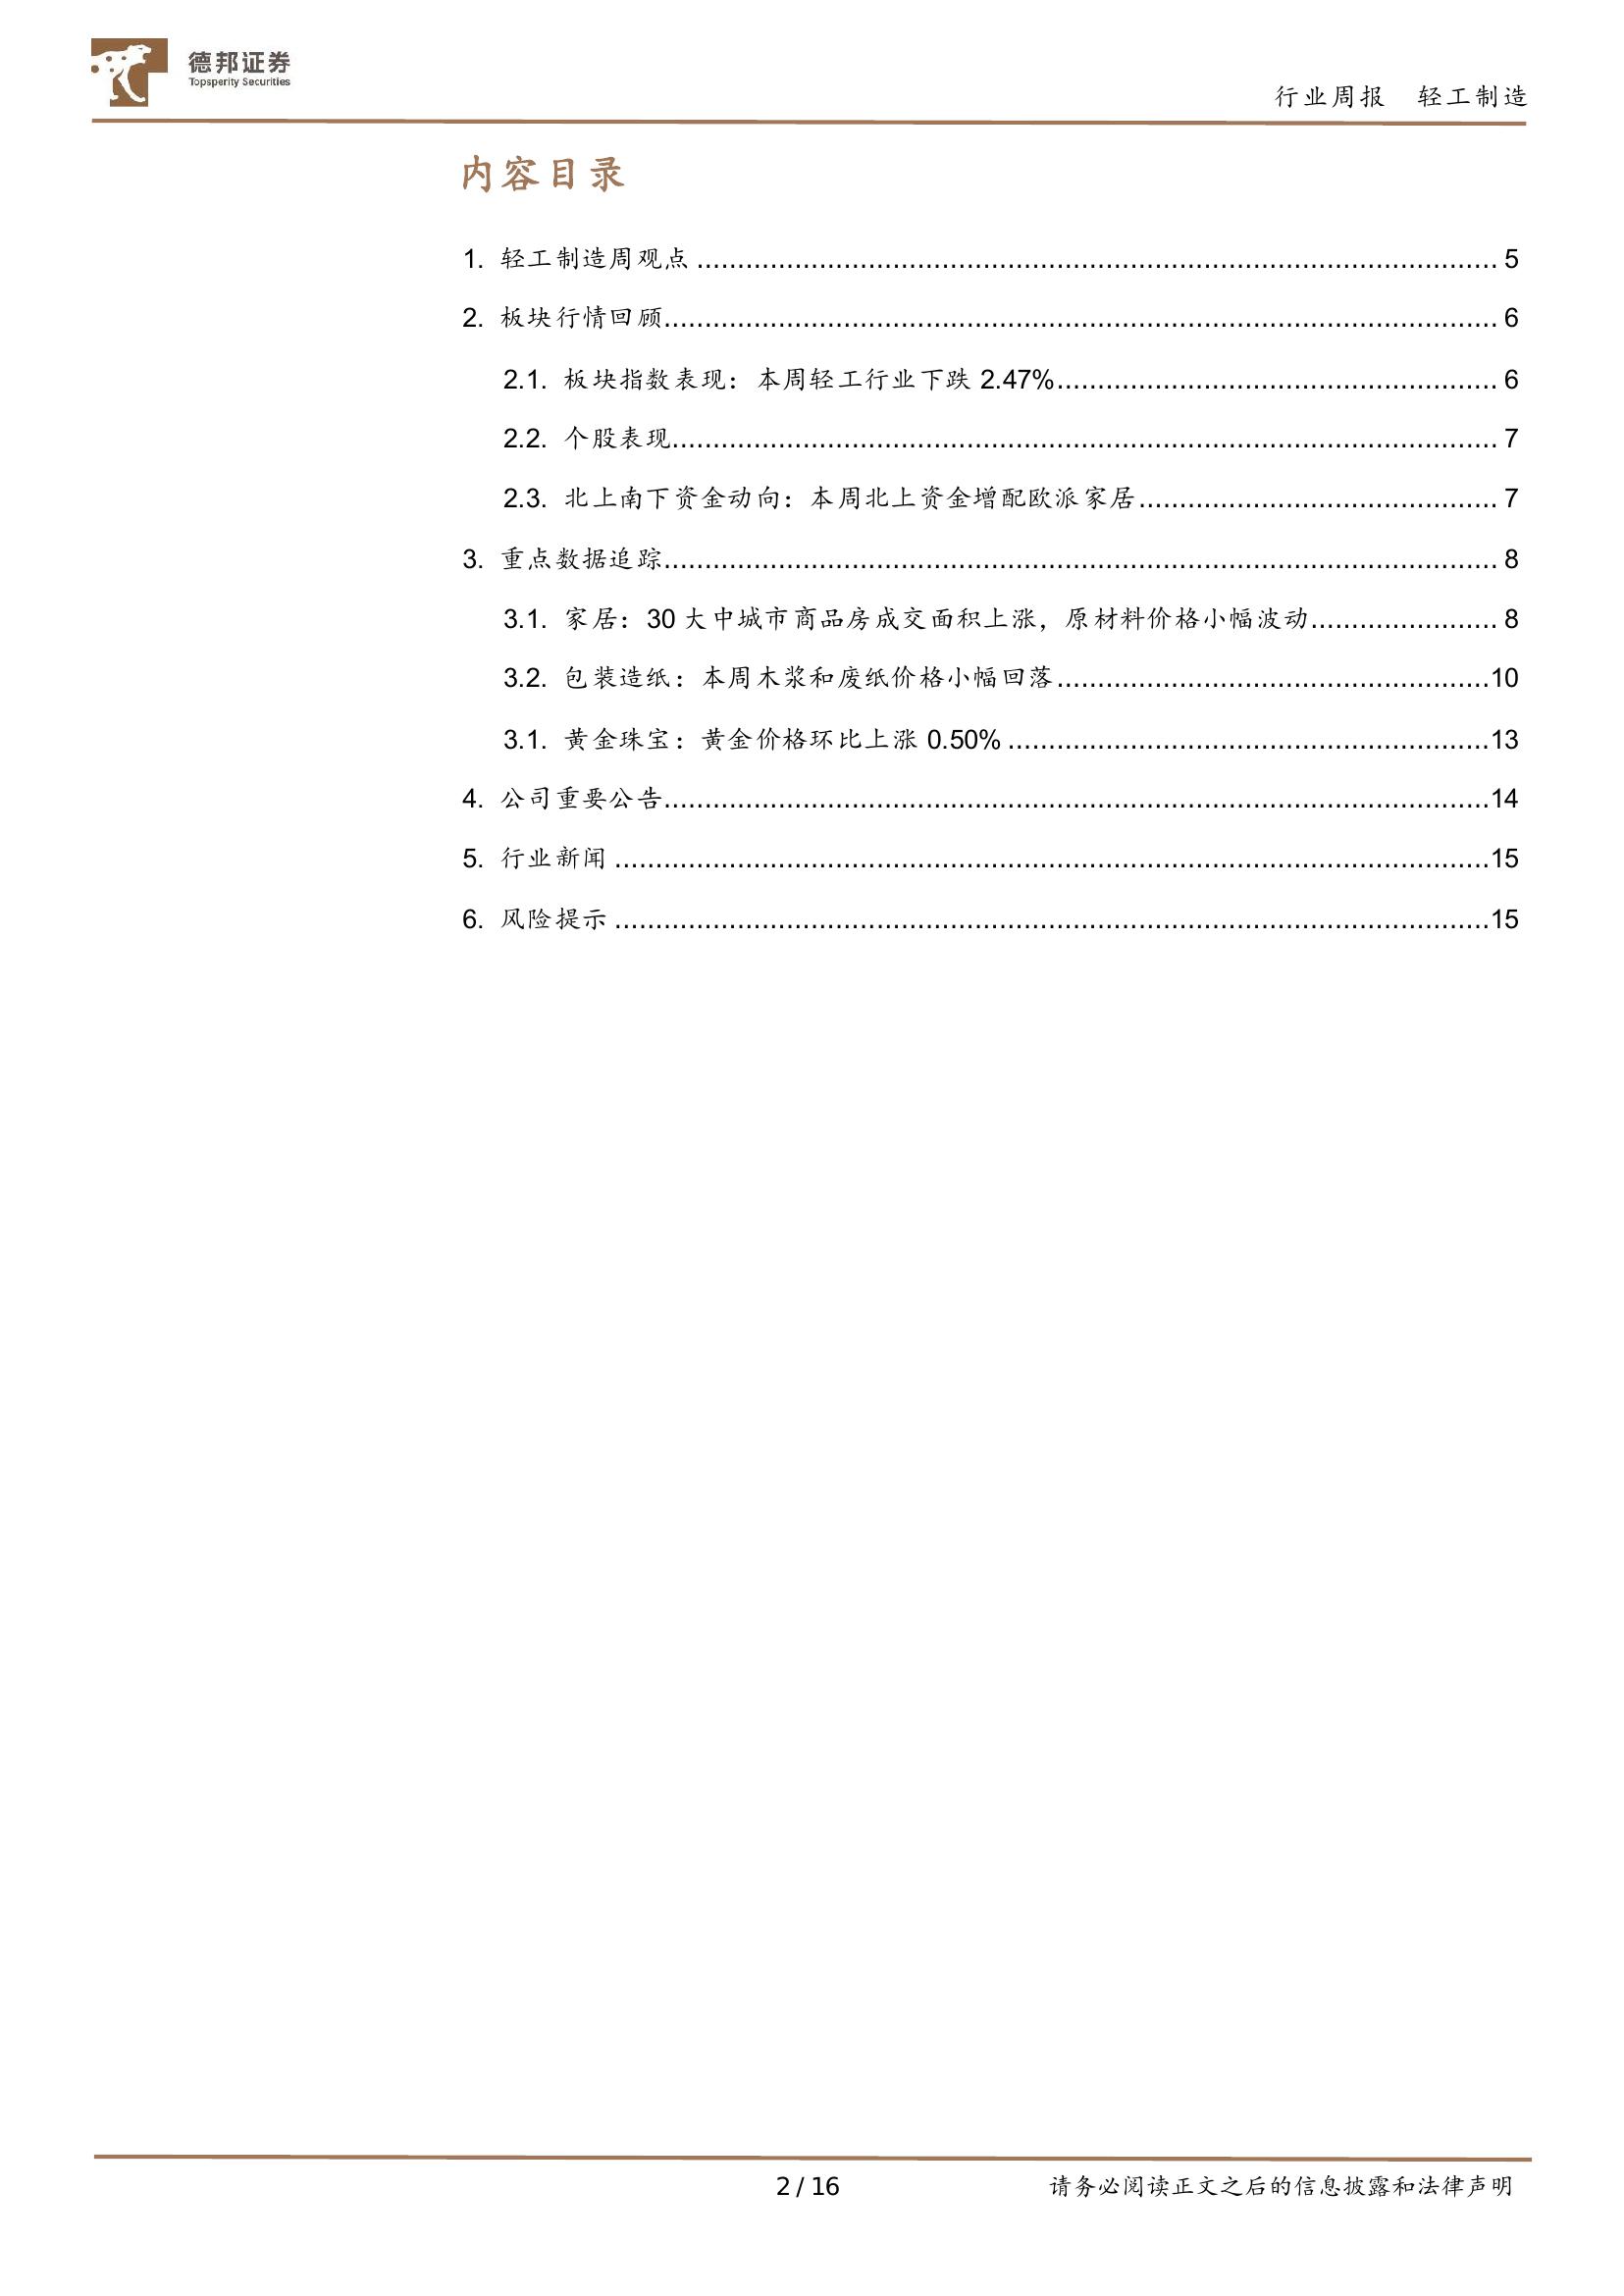 德邦证券
Topsperity Securities
行业周报 轻工制造
内容目录
1. 轻工制造周观点 .......... 5
2. 板块行情回顾 .......... 6
2.1. 板块指数表现：本周轻工行业下跌 2.47% .......... 6
2.2. 个股表现 .......... 7
2.3. 北上南下资金动向：本周北上资金增配欧派家居 .......... 7
3. 重点数据追踪 .......... 8
3.1. 家居：30 大中城市商品房成交面积上涨，原材料价格小幅波动 .......... 8
3.2. 包装造纸：本周木浆和废纸价格小幅回落 .......... 10
3.1. 黄金珠宝：黄金价格环比上涨 0.50% .......... 13
4. 公司重要公告 .......... 14
5. 行业新闻 .......... 15
6. 风险提示 .......... 15
2 / 16 请务必阅读正文之后的信息披露和法律声明